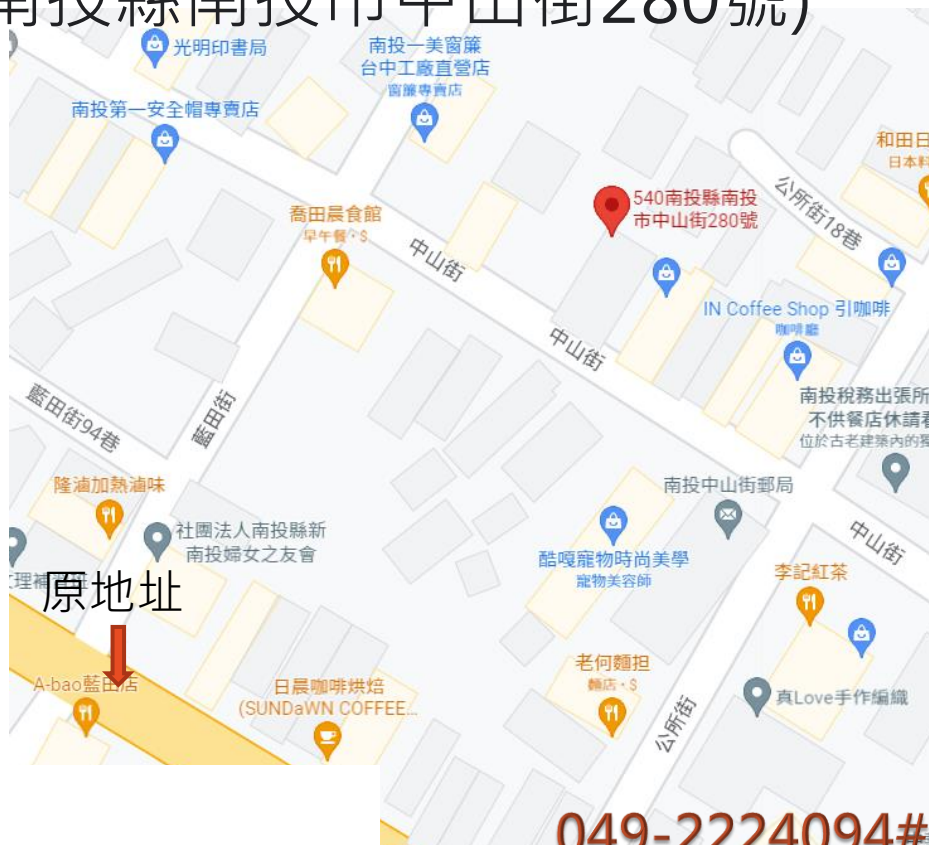 南投縣南投市中山街280號)
光明印書局
南投一美窗簾
台中工廠直營店
窗簾專賣店
南投第一安全帽專賣店
和田日
日本料
公所街18巷
540南投縣南投
市中山街280號
喬田晨食館
早午餐·$
中山街
IN Coffee Shop 引咖啡
咖啡廳
中山街
藍田街94巷
藍田街
南投稅務出張所
不供餐店休請看
位於古老建築內的獨
隆滷加熱滷味
南投中山街郵局
社團法人南投縣新
南投婦女之友會
中山街
酷嘎寵物時尚美學
寵物美容師
李記紅茶
文理補習班
原地址
老何麵担
麵店·$
A-bao藍田店
日晨咖啡烘焙
(SUNDaWN COFFEE...
真Love手作編織
公所街
049-2224094#